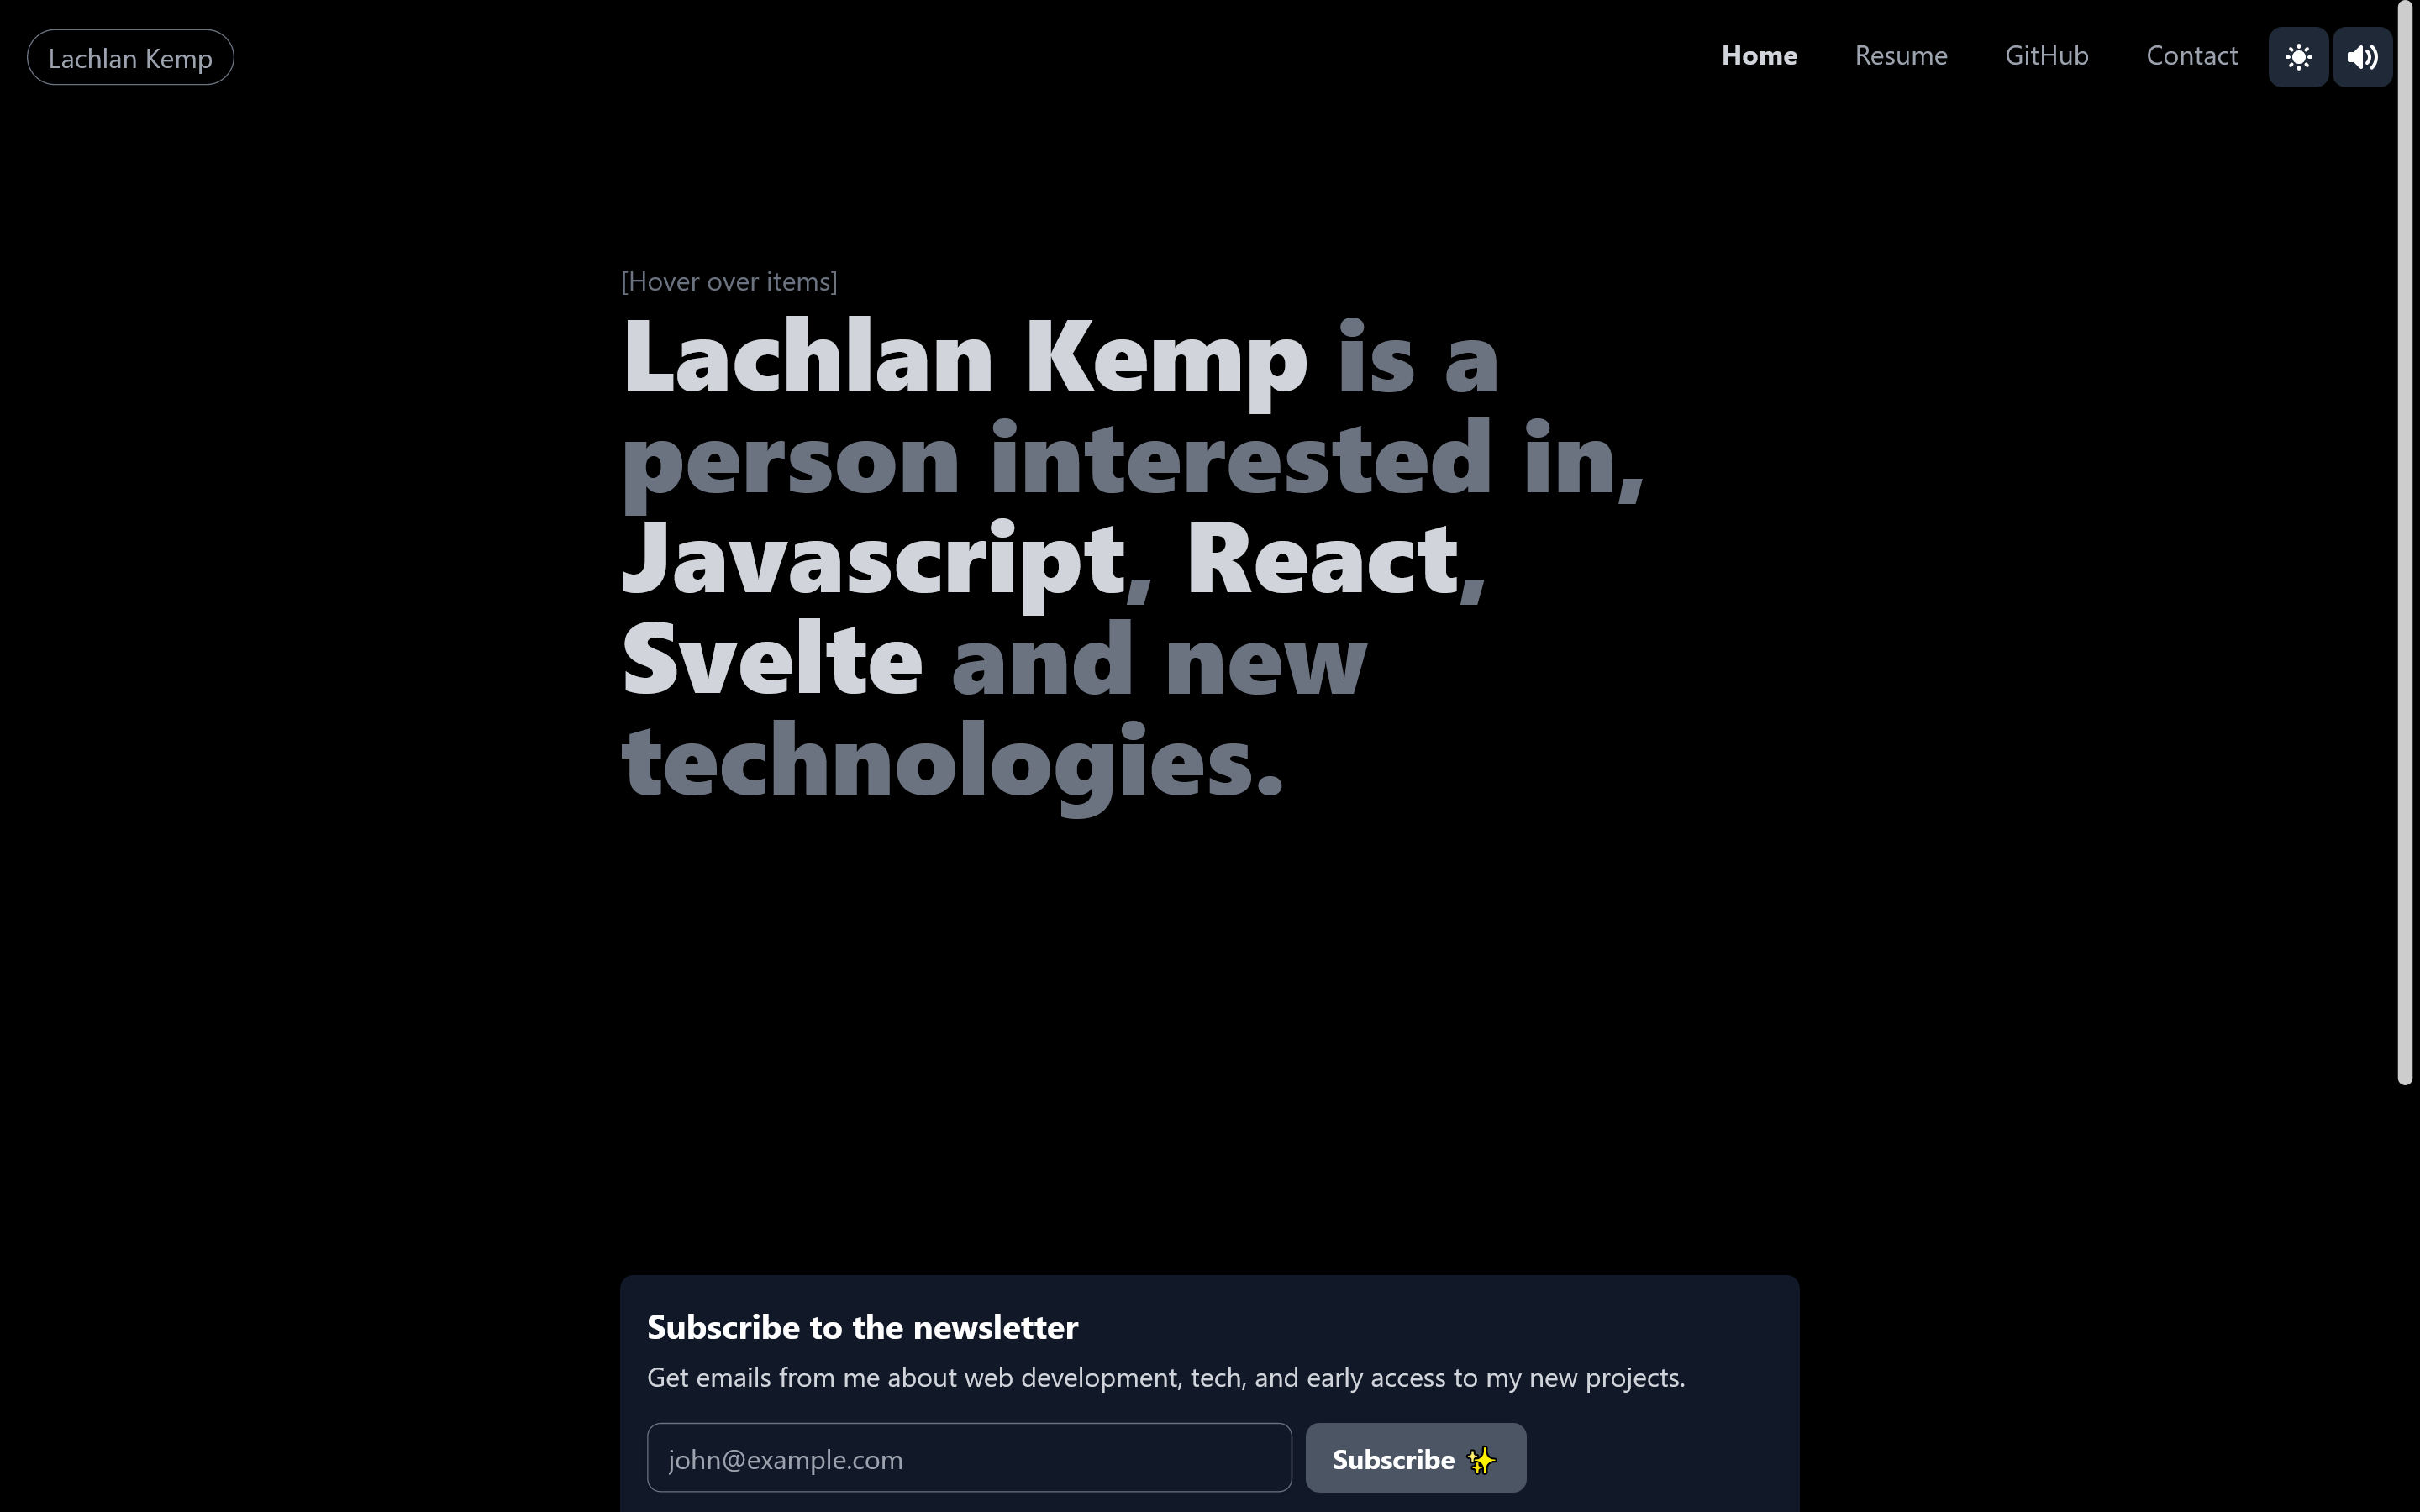 Lachlan Kemp
Home Resume GitHub Contact
[Hover over items]
Lachlan Kemp is a
person interested in,
Javascript, React,
Svelte and new
technologies.
Subscribe to the newsletter
Get emails from me about web development, tech, and early access to my new projects.
john@example.com
Subscribe ✨